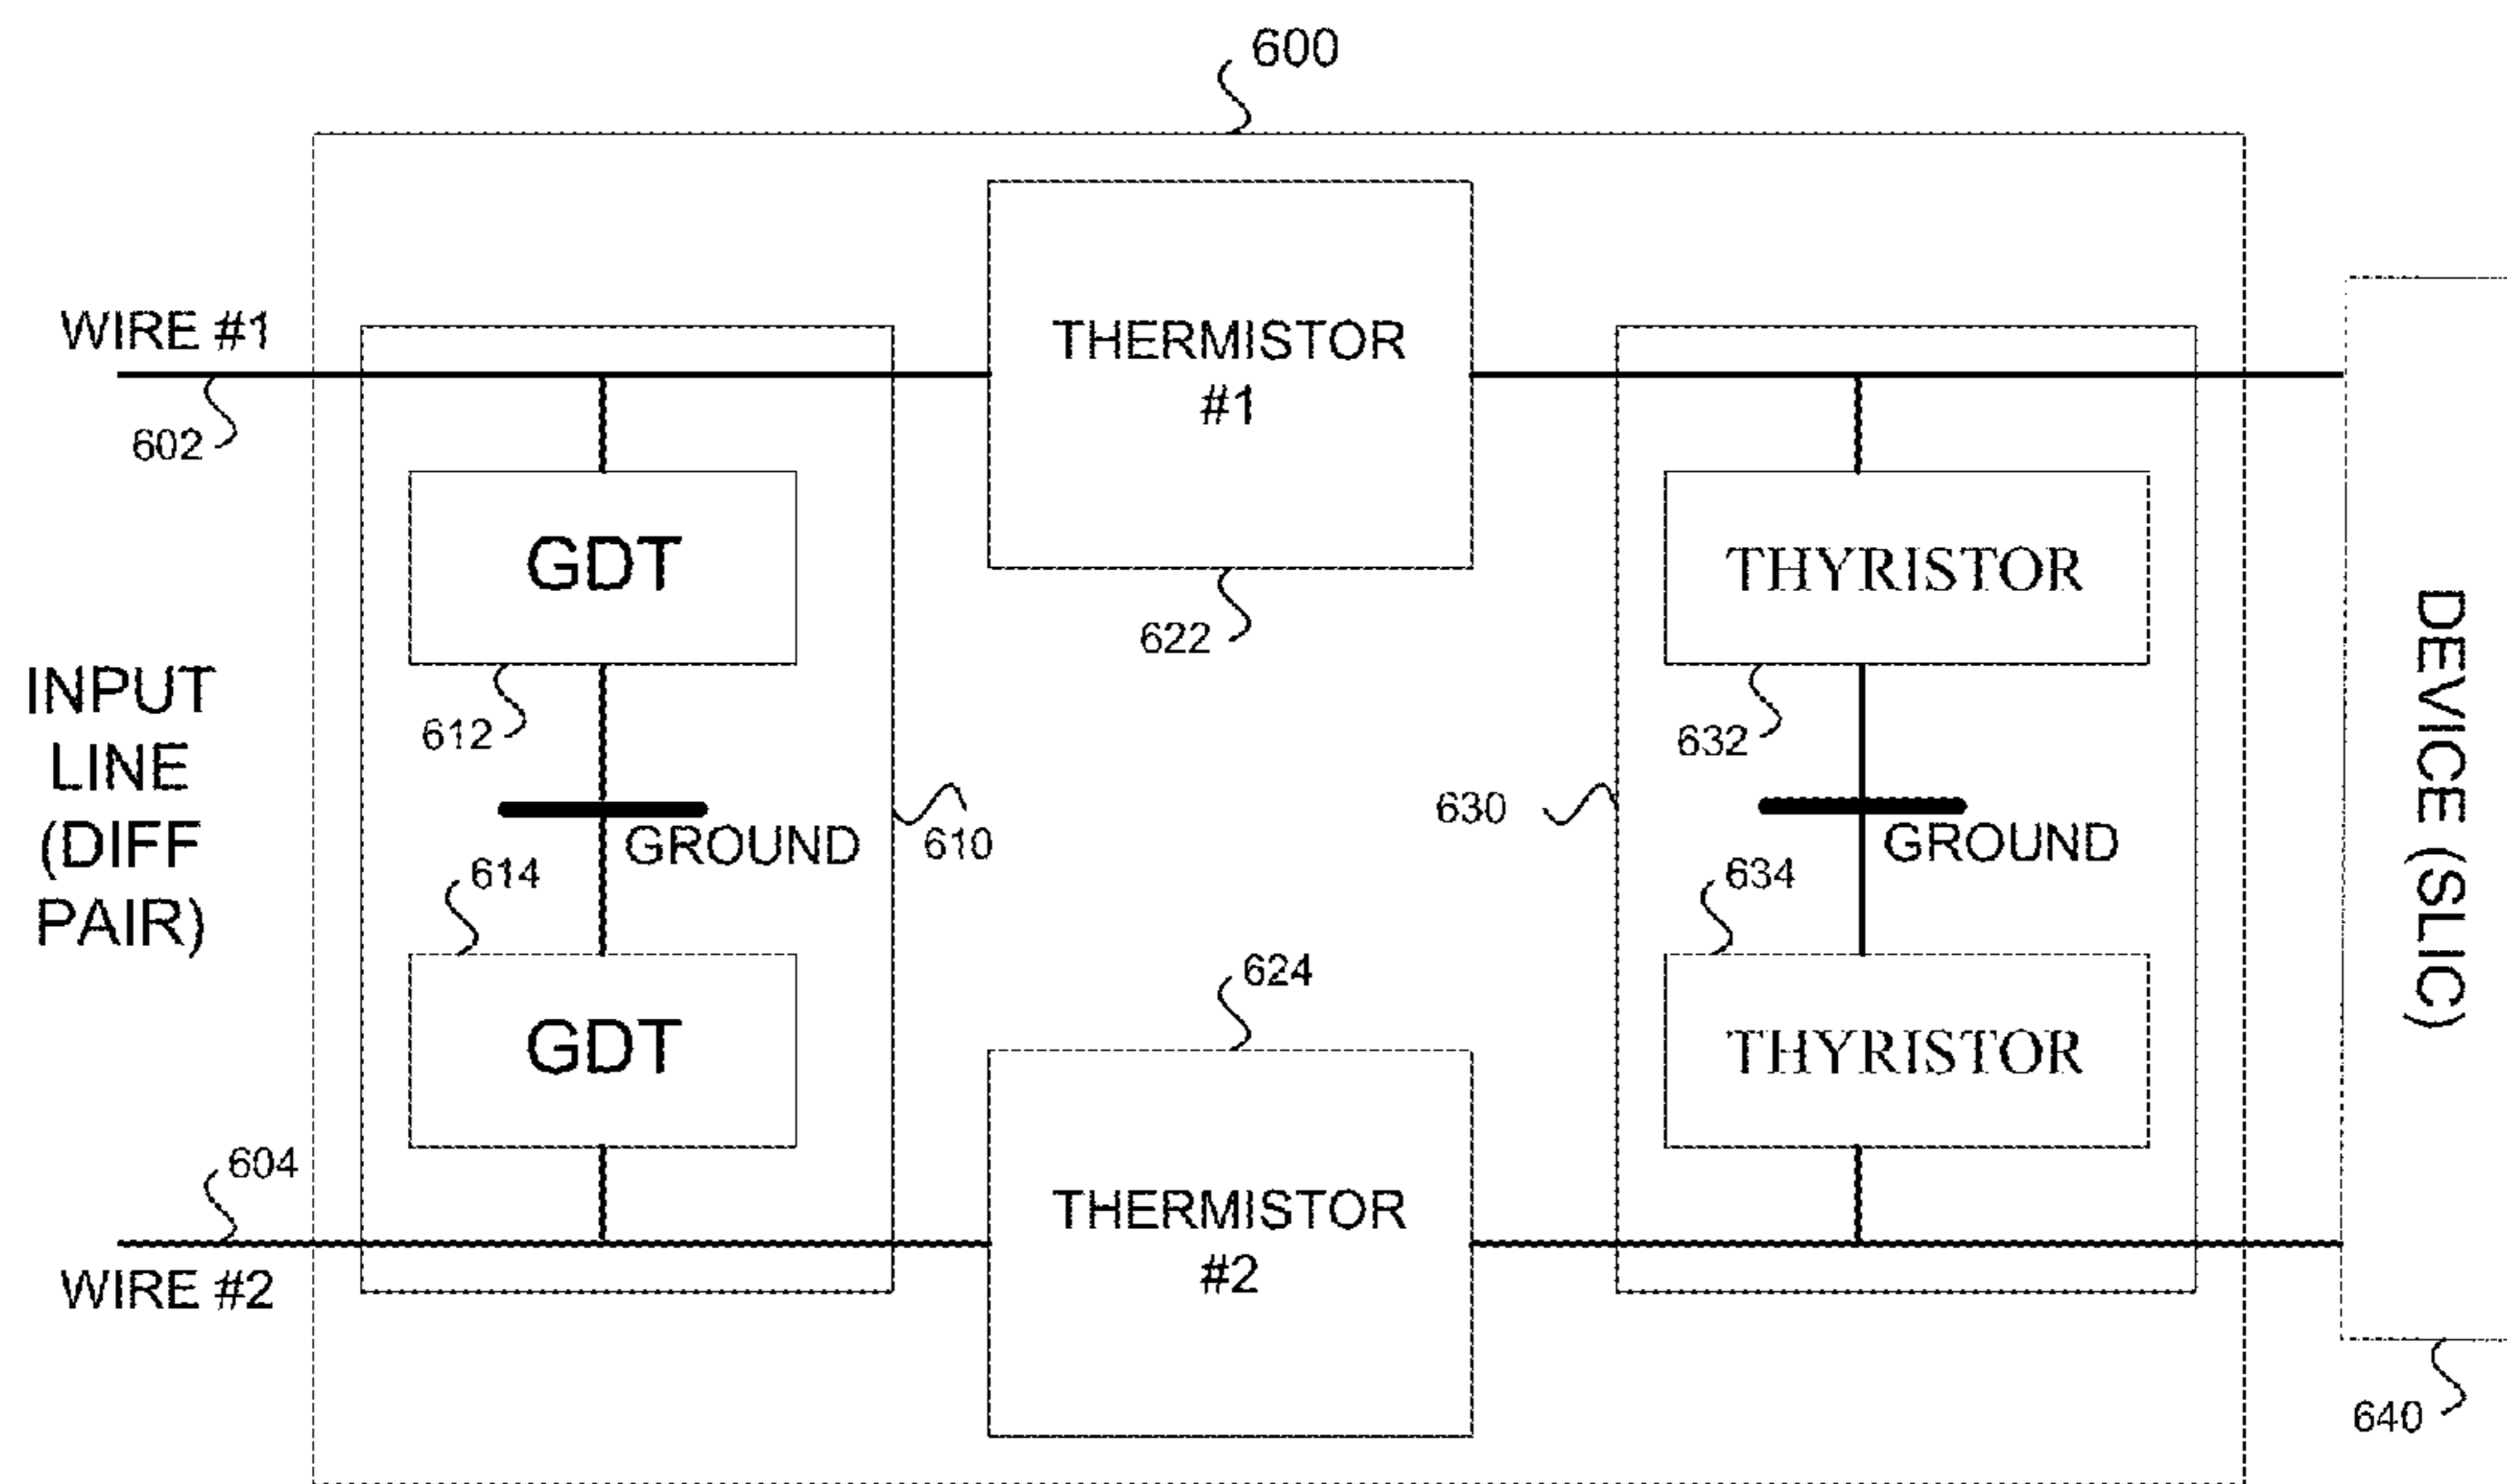 600
WIRE #1
602
THERMISTOR
#1
622
GDT
612
GROUND
610
614
GDT
INPUT
LINE
(DIFF
PAIR)
604
WIRE #2
624
THERMISTOR
#2
THYRISTOR
632
630
GROUND
634
THYRISTOR
DEVICE (SLIC)
640